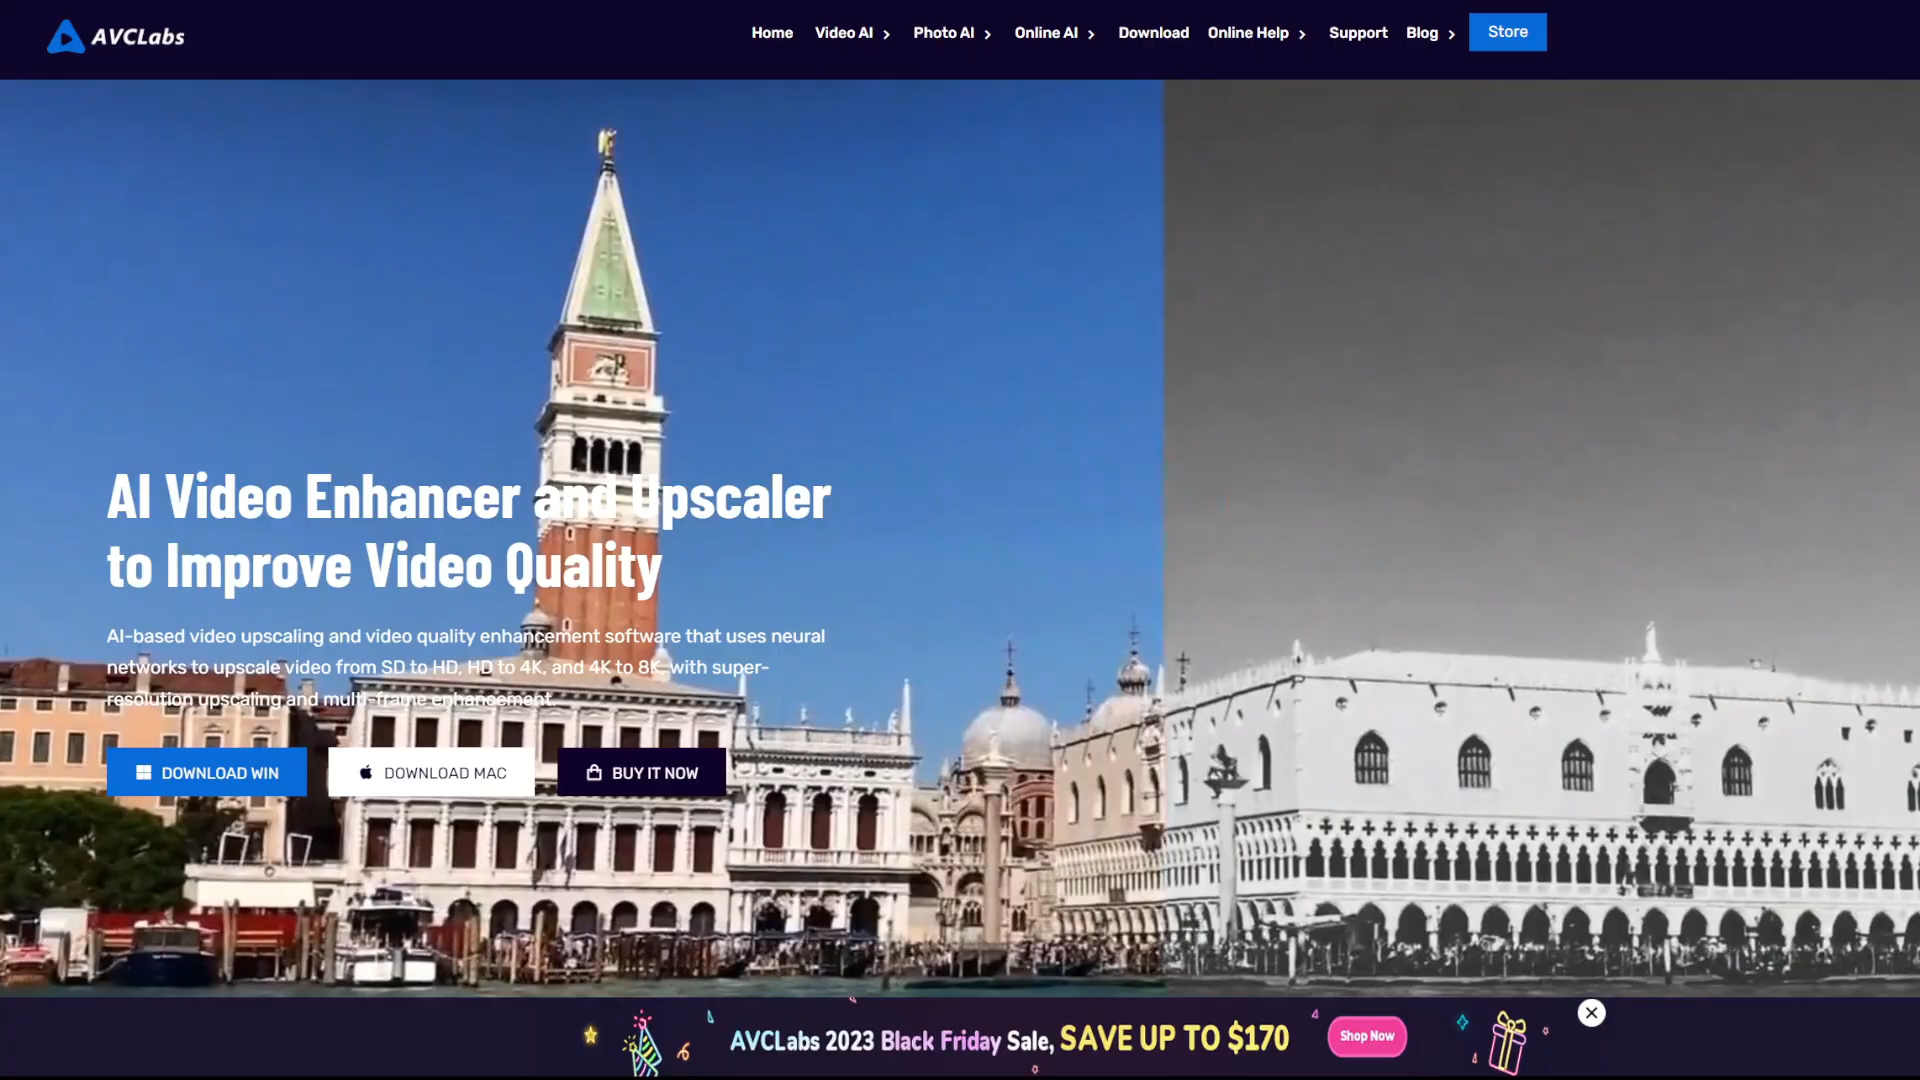 AVCLabs
Home Video AI Photo AI Online AI Download Online Help Support Blog Store
AI Video Enhancer and Upscaler
to Improve Video Quality
AI-based video upscaling and video quality enhancement software that uses neural
networks to upscale video from SD to HD, HD to 4K, and 4K to 8K, with super-
resolution upscaling and multi-frame enhancement.
DOWNLOAD WIN DOWNLOAD MAC BUY IT NOW
AVCLabs 2023 Black Friday Sale, SAVE UP TO $170 Shop Now